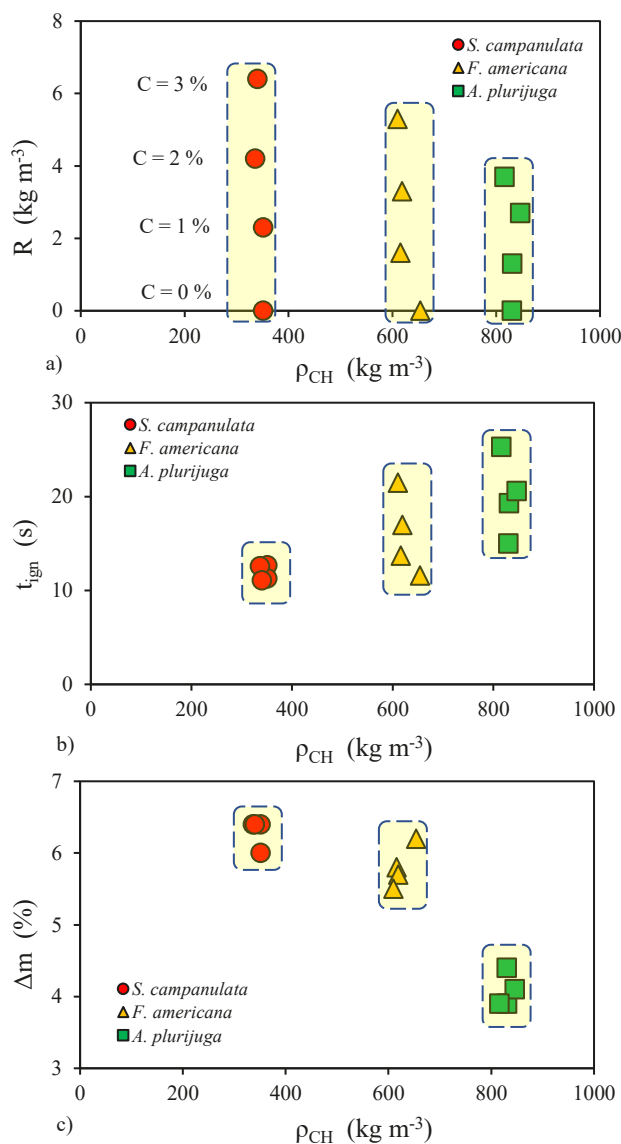 8
S. campanulata
F. americana
A. plurijuga
C = 3 %
6
C = 2 %
4
C = 1 %
2
C = 0 %
0
R (kg m-3)
0 200 400 600 800 1000
a) ρCH (kg m-3)
30
S. campanulata
F. americana
A. plurijuga
20
10
0
tign (s)
0 200 400 600 800 1000
b) ρCH (kg m-3)
7
6
5
4
3
Δm (%)
S. campanulata
F. americana
A. plurijuga
0 200 400 600 800 1000
c) ρCH (kg m-3)